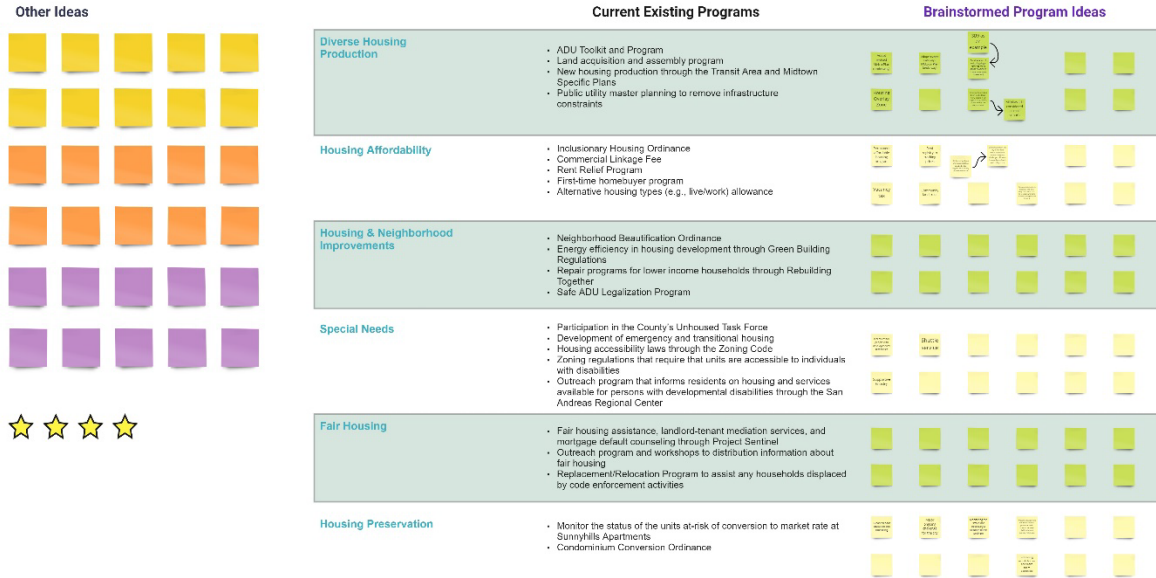 Other Ideas
Current Existing Programs
Brainstormed Program Ideas
Diverse Housing
Production
• ADU Toolkit and Program
• Land acquisition and assembly program
• New housing production through the Transit Area and Midtown
Specific Plans
• Public utility master planning to remove infrastructure
constraints
Housing Affordability
• Inclusionary Housing Ordinance
• Commercial Linkage Fee
• Rent Relief Program
• First-time homebuyer program
• Alternative housing types (e.g., live/work) allowance
Housing & Neighborhood
Improvements
• Neighborhood Beautification Ordinance
• Energy efficiency in housing development through Green Building
Regulations
• Repair programs for lower income households through Rebuilding
Together
• Safe ADU Legalization Program
Special Needs
• Participation in the County's Unhoused Task Force
• Development of emergency and transitional housing
• Housing accessibility laws through the Zoning Code
• Zoning regulations that require that units are accessible to individuals
with disabilities
• Outreach program that informs residents on housing and services
available for persons with developmental disabilities through the San
Andreas Regional Center
Fair Housing
• Fair housing assistance, landlord-tenant mediation services, and
mortgage default counseling through Project Sentinel
• Outreach program and workshops to distribution information about
fair housing
• Replacement/Relocation Program to assist any households displaced
by code enforcement activities
Housing Preservation
• Monitor the status of the units at-risk of conversion to market rate at
Sunnyhills Apartments
• Condominium Conversion Ordinance